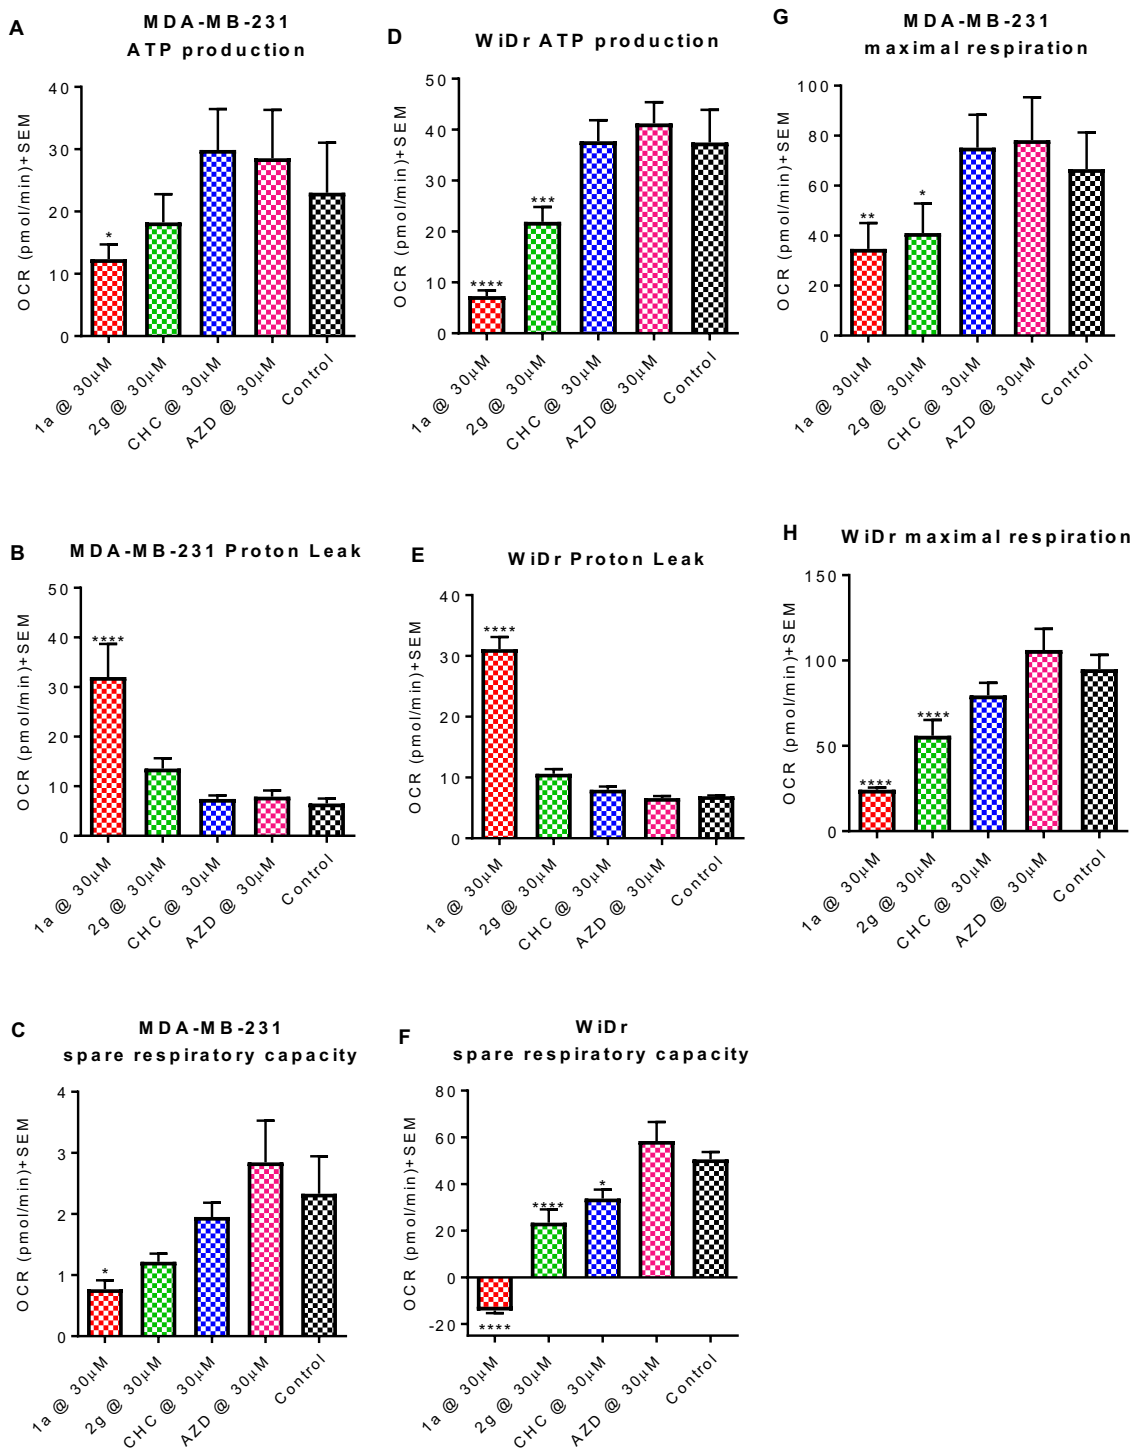 A
MDA-MB-231
ATP production
OCR (pmol/min)+SEM
40
30
20
10
0
*
1a @ 30µM
2g @ 30µM
CHC @ 30µM
AZD @ 30µM
Control
D
WiDr ATP production
OCR (pmol/min)+SEM
50
40
30
20
10
0
****
***
1a @ 30µM
2g @ 30µM
CHC @ 30µM
AZD @ 30µM
Control
G
MDA-MB-231
maximal respiration
OCR (pmol/min)+SEM
100
80
60
40
20
0
**
*
1a @ 30µM
2g @ 30µM
CHC @ 30µM
AZD @ 30µM
Control
B
MDA-MB-231 Proton Leak
OCR (pmol/min)+SEM
50
40
30
20
10
0
****
1a @ 30µM
2g @ 30µM
CHC @ 30µM
AZD @ 30µM
Control
E
WiDr Proton Leak
OCR (pmol/min)+SEM
40
30
20
10
0
****
1a @ 30µM
2g @ 30µM
CHC @ 30µM
AZD @ 30µM
Control
H
WiDr maximal respiration
OCR (pmol/min)+SEM
150
100
50
0
****
****
1a @ 30µM
2g @ 30µM
CHC @ 30µM
AZD @ 30µM
Control
C
MDA-MB-231
spare respiratory capacity
OCR (pmol/min)+SEM
4
3
2
1
0
*
1a @ 30µM
2g @ 30µM
CHC @ 30µM
AZD @ 30µM
Control
F
WiDr
spare respiratory capacity
OCR (pmol/min)+SEM
80
60
40
20
0
-20
****
****
*
1a @ 30µM
2g @ 30µM
CHC @ 30µM
AZD @ 30µM
Control